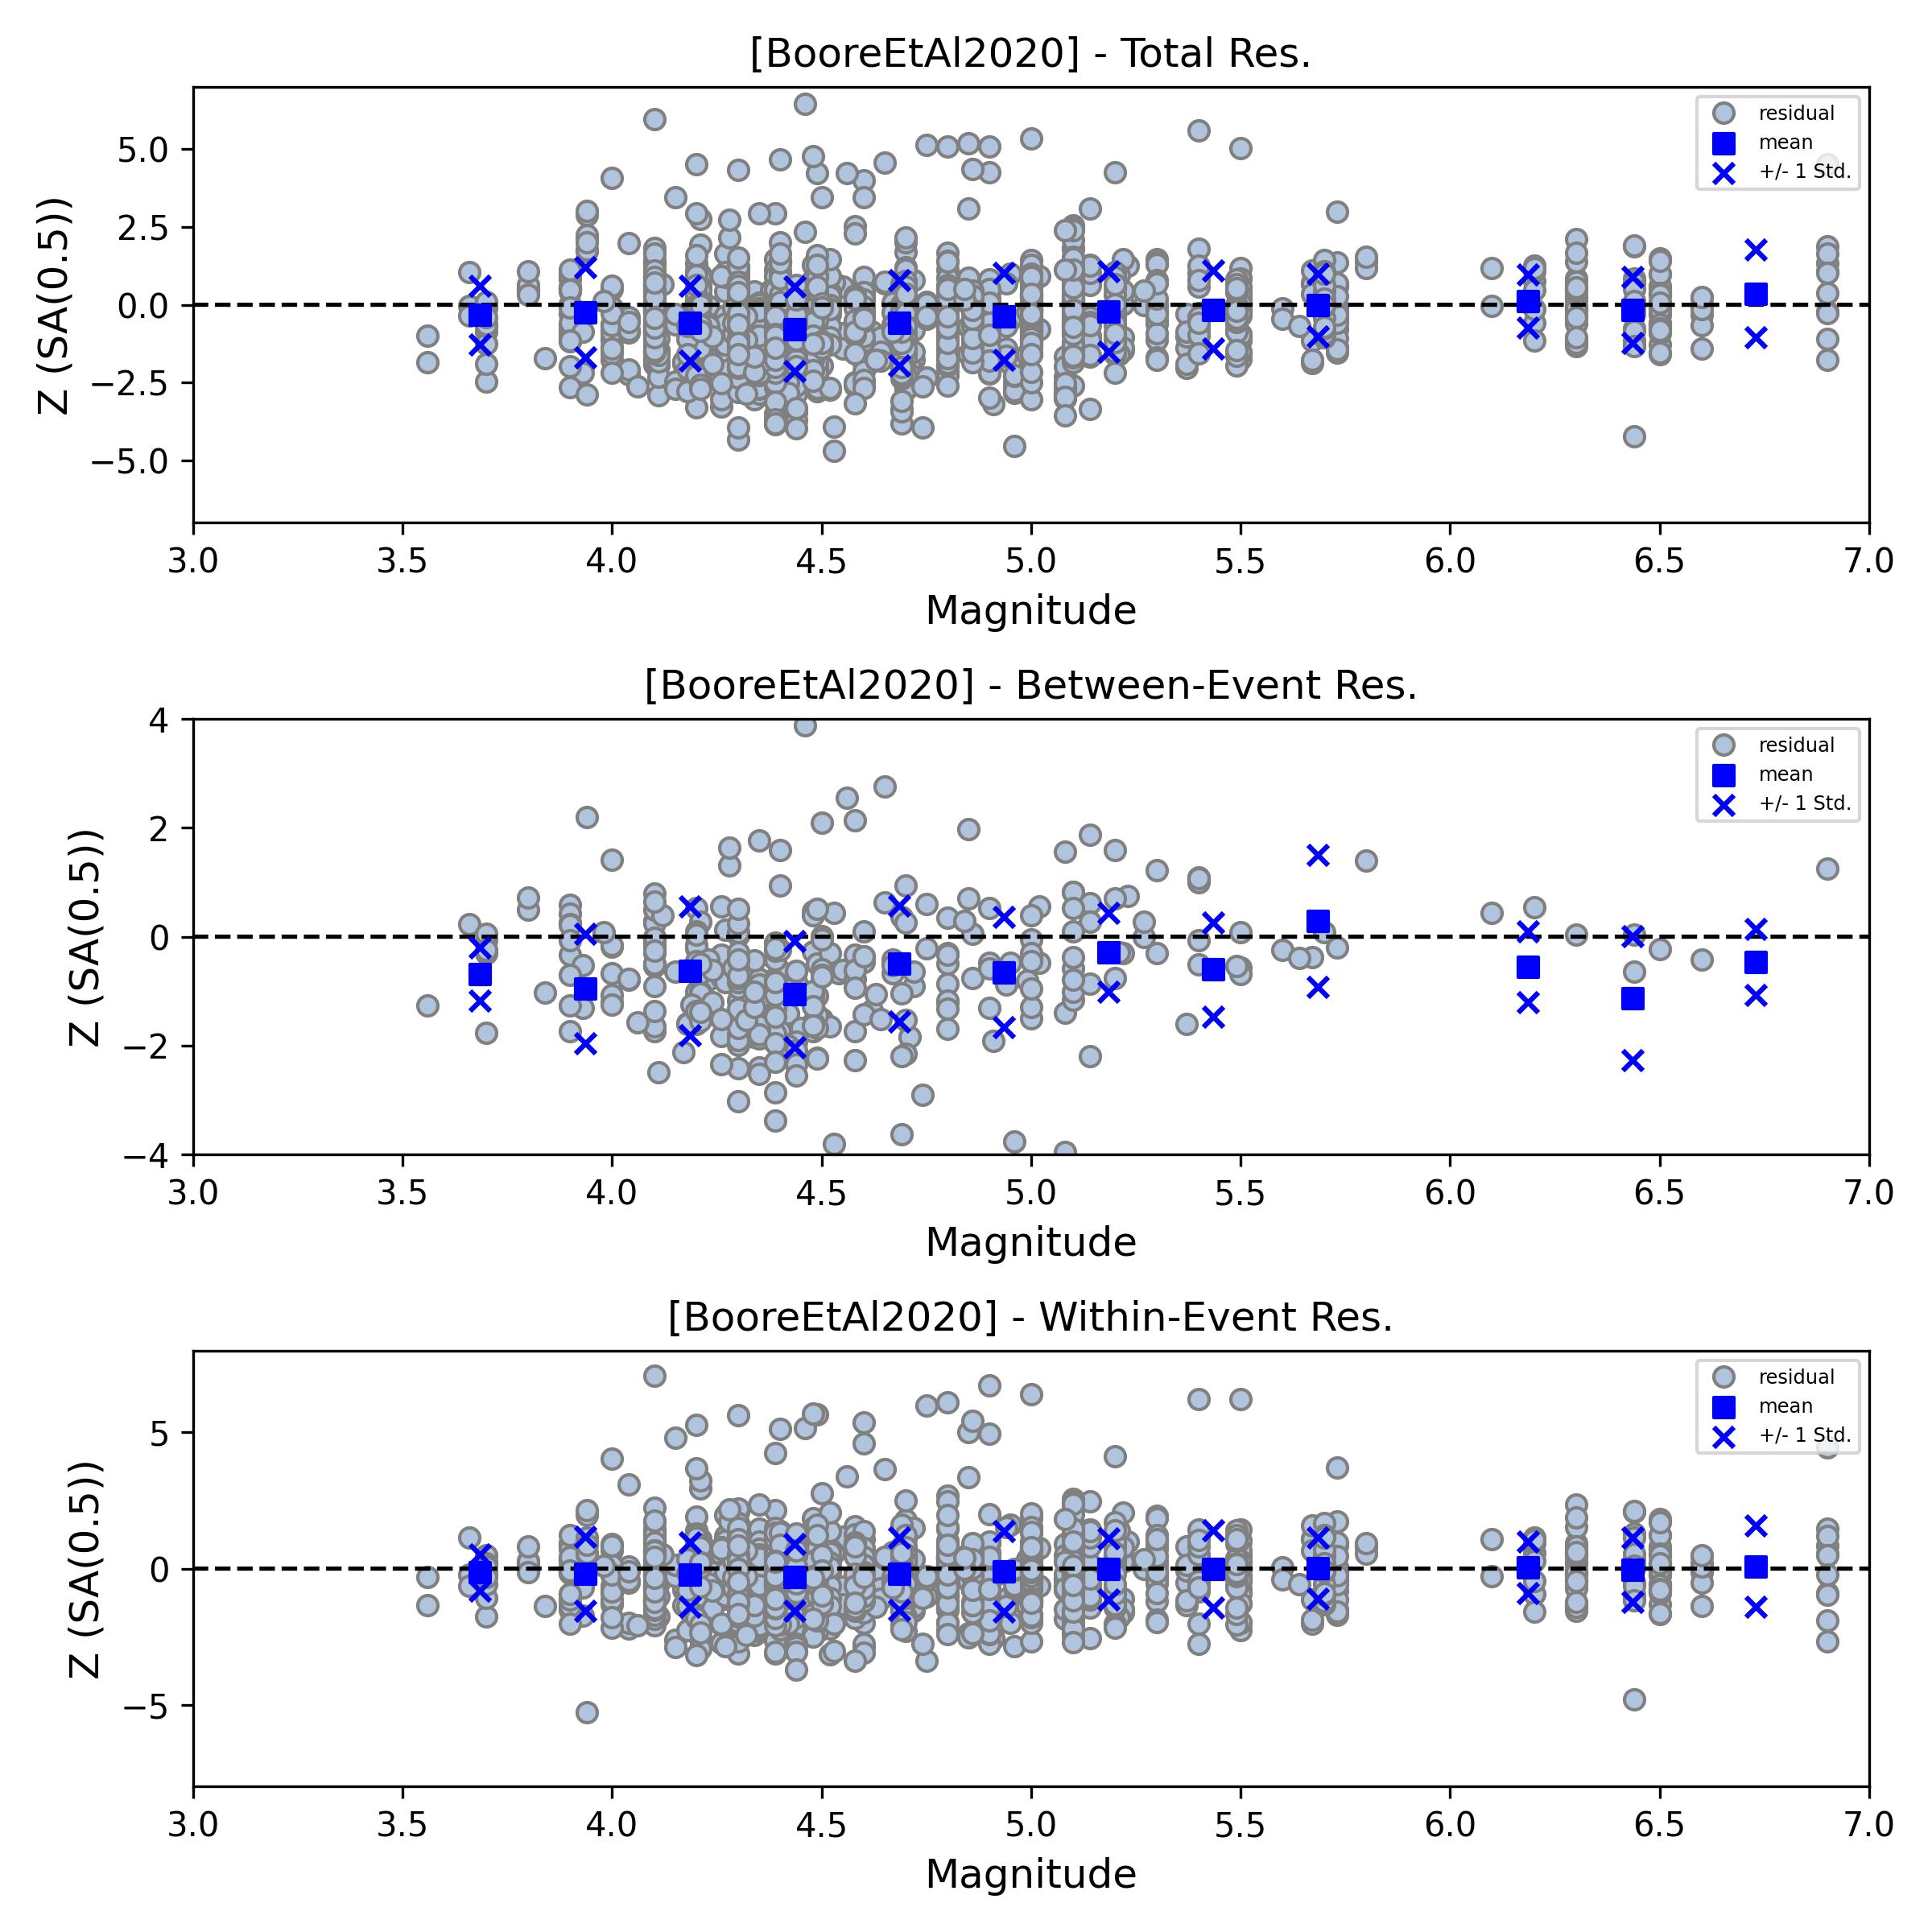 [BooreEtAl2020] - Total Res.
residual
mean
+/- 1 Std.
5.0
2.5
0.0
−2.5
−5.0
Z (SA(0.5))
3.0 3.5 4.0 4.5 5.0 5.5 6.0 6.5 7.0
Magnitude
[BooreEtAl2020] - Between-Event Res.
residual
mean
+/- 1 Std.
4
2
0
−2
−4
Z (SA(0.5))
3.0 3.5 4.0 4.5 5.0 5.5 6.0 6.5 7.0
Magnitude
[BooreEtAl2020] - Within-Event Res.
residual
mean
+/- 1 Std.
5
0
−5
Z (SA(0.5))
3.0 3.5 4.0 4.5 5.0 5.5 6.0 6.5 7.0
Magnitude